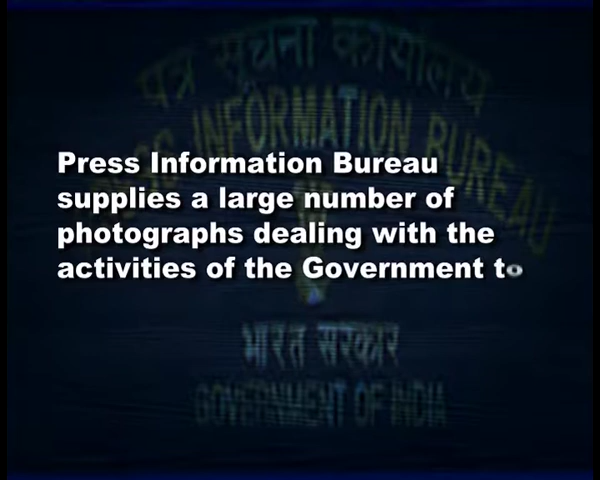 पत्र सूचना कार्यालय
PRESS INFORMATION BUREAU
Press Information Bureau
supplies a large number of
photographs dealing with the
activities of the Government to
भारत सरकार
GOVERNMENT OF INDIA